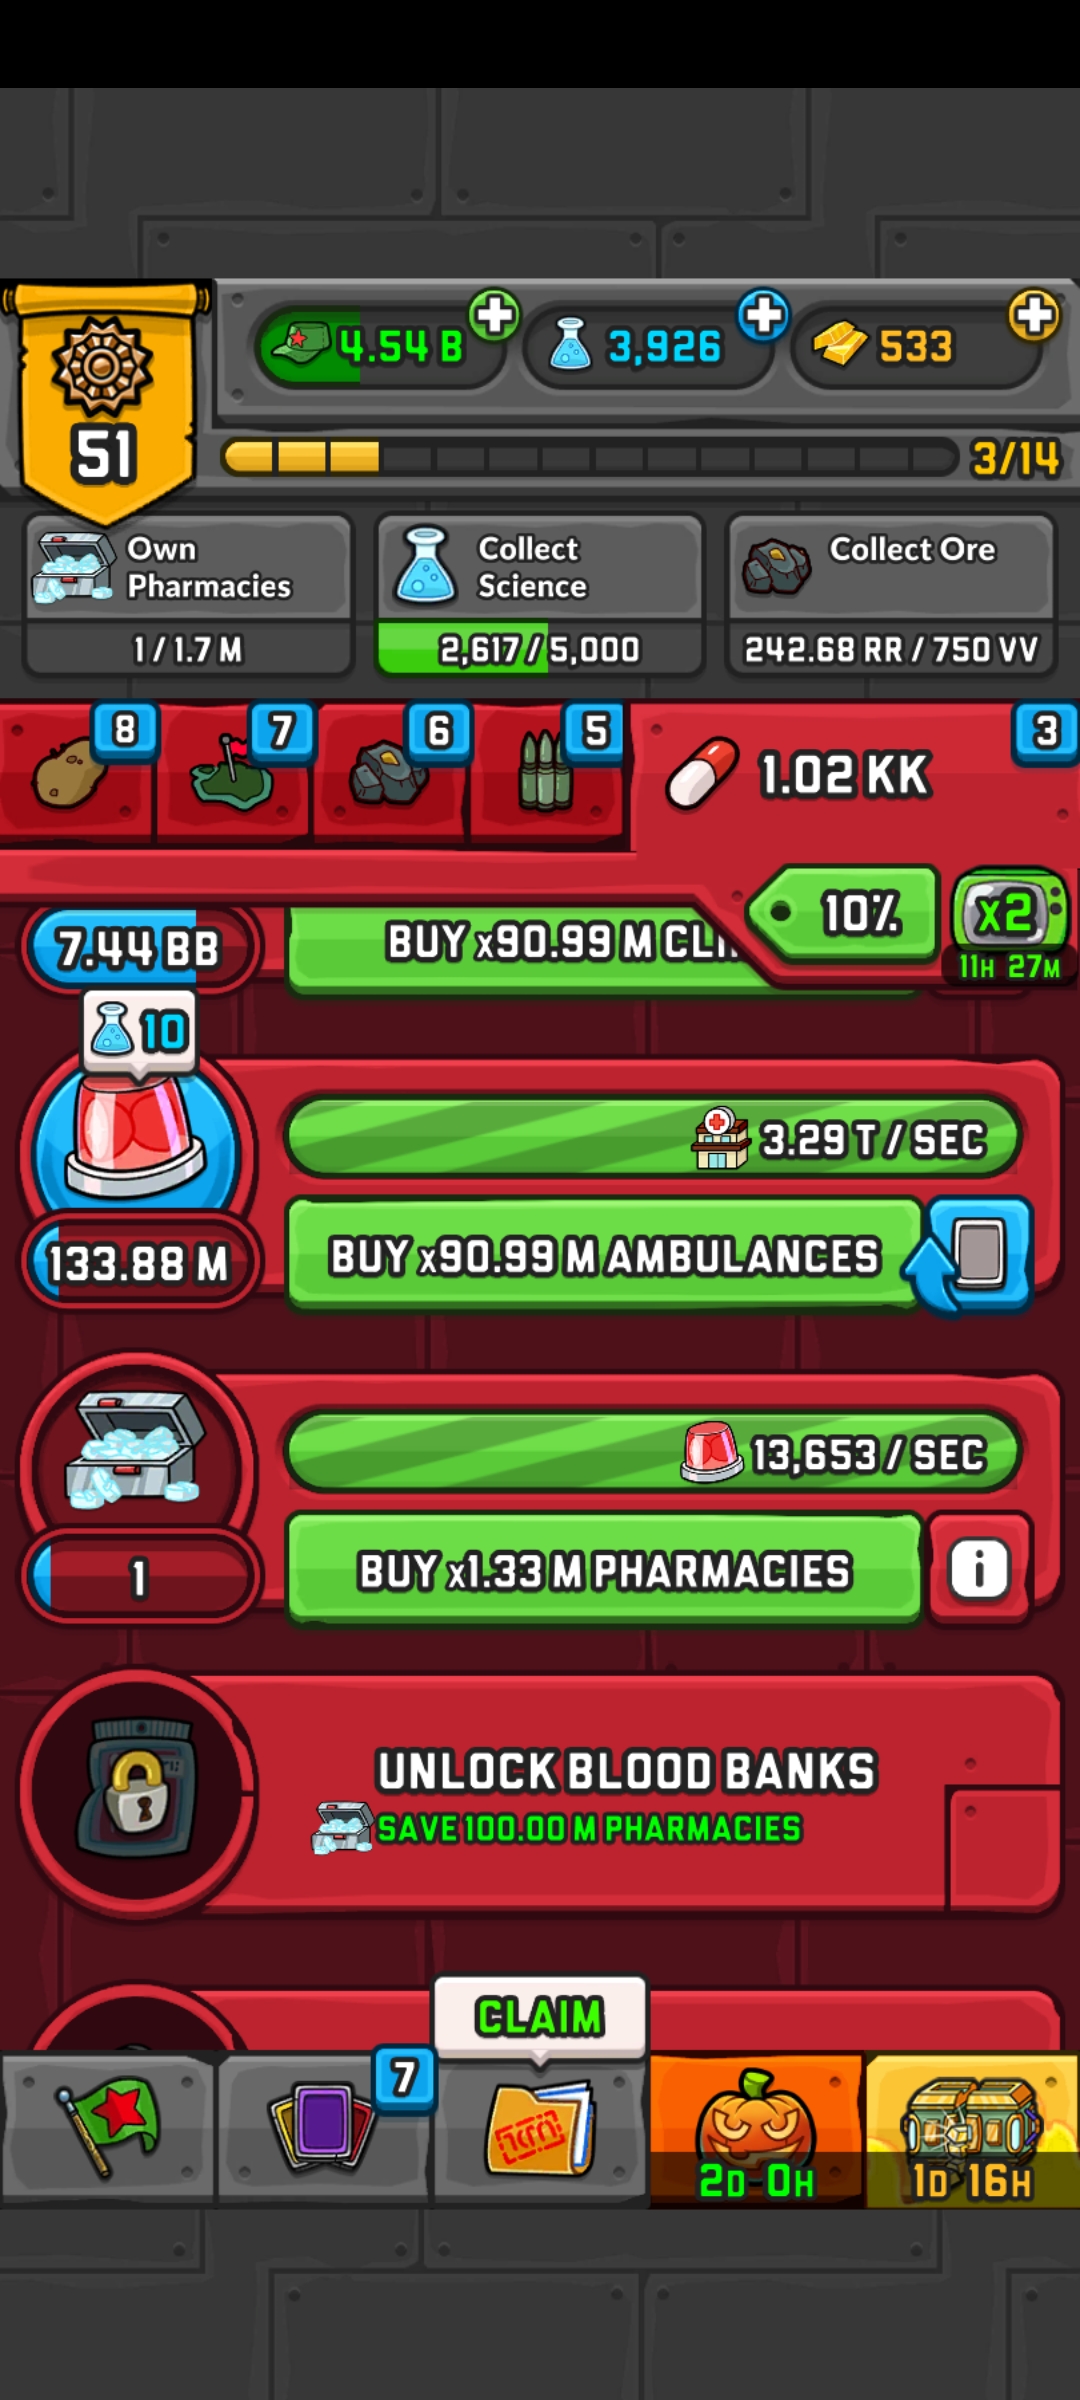 4.54 B
3,926
533
51
3/14
Own
Pharmacies
1 / 1.7 M
Collect
Science
2,617 / 5,000
Collect Ore
242.68 RR / 750 VV
8
7
6
5
1.02 KK
3
10%
x2
11H 27M
7.44 BB
BUY x90.99 M
10
3.29 T / SEC
133.88 M
BUY x90.99 M AMBULANCES
13,653 / SEC
1
BUY x1.33 M PHARMACIES
i
UNLOCK BLOOD BANKS
SAVE 100.00 M PHARMACIES
CLAIM
7
2D 0H
1D 16H